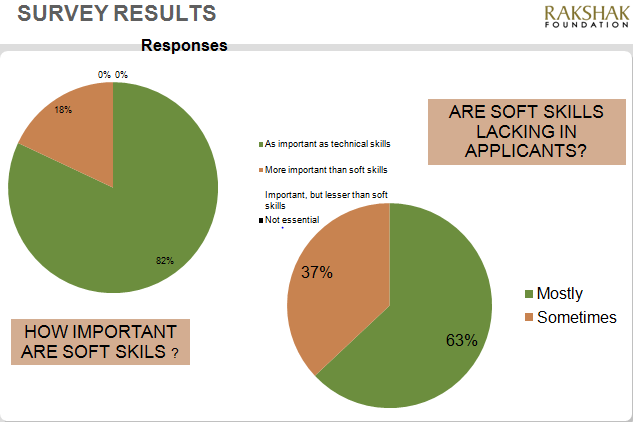 SURVEY RESULTS
RAKSHAK
FOUNDATION
Responses
0% 0%
18%
82%
HOW IMPORTANT
ARE SOFT SKILS ?
As important as technical skills
More important than soft skills
Important, but lesser than soft
skills
Not essential
ARE SOFT SKILLS
LACKING IN
APPLICANTS?
37%
63%
Mostly
Sometimes